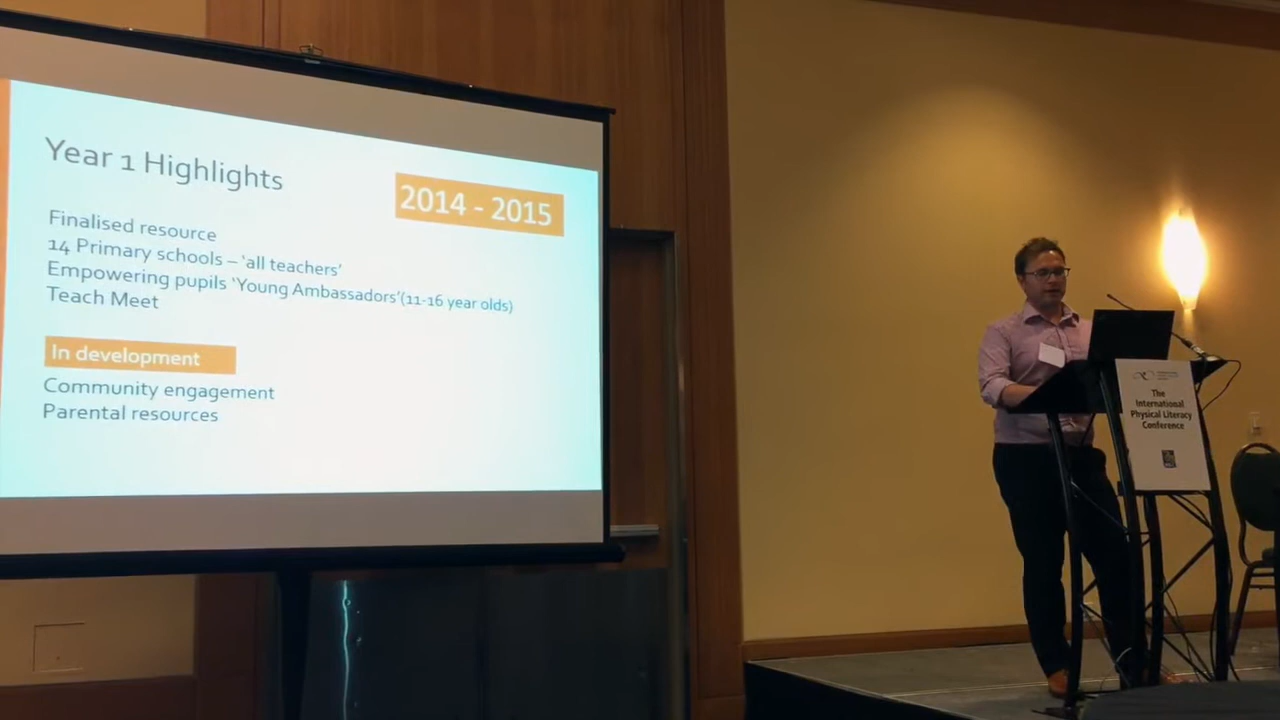 Year 1 Highlights
2014 - 2015
Finalised resource
14 Primary schools – ‘all teachers’
Empowering pupils ‘Young Ambassadors’(11-16 year olds)
Teach Meet
In development
Community engagement
Parental resources
The
International
Physical Literacy
Conference